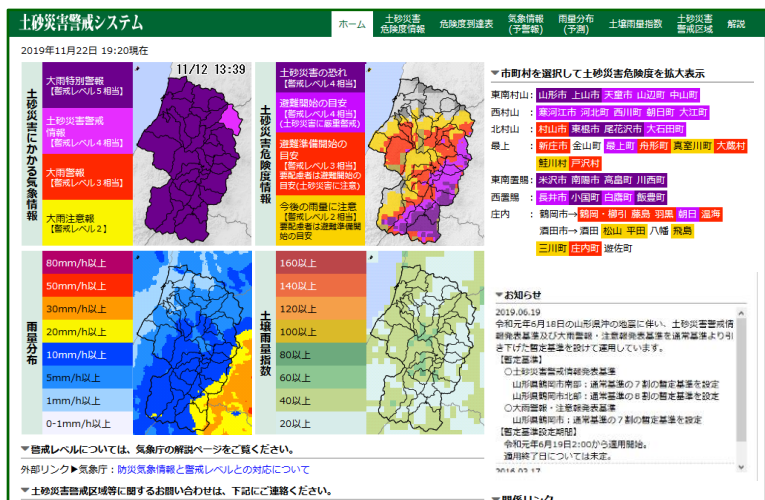 土砂災害警戒システム
ホーム
土砂災害
危険度情報
危険度到達表
気象情報
(予警報)
雨量分布
(予測)
土壌雨量指数
土砂災害
警戒区域
解説
2019年11月22日 19:20現在
土砂災害にかかる気象情報
大雨特別警報
【警戒レベル5相当】
土砂災害警戒
情報
【警戒レベル4相当】
大雨警報
【警戒レベル3相当】
大雨注意報
【警戒レベル2】
11/12 13:39
土砂災害危険度情報
土砂災害の恐れ
【警戒レベル4相当】
避難開始の目安
【警戒レベル4相当】
(土砂災害に厳重警戒)
避難準備開始の
目安
【警戒レベル3相当】
要配慮者は避難開始の
目安(土砂災害に注意)
今後の雨量に注意
【警戒レベル2相当】
要配慮者は避難準備開
始の目安
▼市町村を選択して土砂災害危険度を拡大表示
東南村山: 山形市 上山市 天童市 山辺町 中山町
西村山 : 寒河江市 河北町 西川町 朝日町 大江町
北村山 : 村山市 東根市 尾花沢市 大石田町
最上 : 新庄市 金山町 最上町 舟形町 真室川町 大蔵村
鮭川村 戸沢村
東南置賜: 米沢市 南陽市 高畠町 川西町
西置賜 : 長井市 小国町 白鷹町 飯豊町
庄内 : 鶴岡市→鶴岡・櫛引 藤島 羽黒 朝日 温海
酒田市→酒田 松山 平田 八幡 飛島
三川町 庄内町 遊佐町
雨量分布
80mm/h以上
50mm/h以上
30mm/h以上
20mm/h以上
10mm/h以上
5mm/h以上
1mm/h以上
0-1mm/h以上
土壌雨量指数
160以上
140以上
120以上
100以上
80以上
60以上
40以上
20以上
▼お知らせ
2019.06.19
令和元年6月18日の山形県沖の地震に伴い、土砂災害警戒情
報発表基準及び大雨警報・注意報発表基準を通常基準より引
き下げた暫定基準を設けて運用しています。
【暫定基準】
○土砂災害警戒情報発表基準
山形県鶴岡市南部：通常基準の７割の暫定基準を設定
山形県鶴岡市北部：通常基準の８割の暫定基準を設定
○大雨警報・注意報発表基準
山形県鶴岡市：通常基準の７割の暫定基準を設定
【暫定基準設定期間】
令和元年6月19日2:00から運用開始。
運用終了日については未定。
2016.03.17
▼警戒レベルについては、気象庁の解説ページをご覧ください。
外部リンク▶気象庁：防災気象情報と警戒レベルとの対応について
▼土砂災害警戒区域等に関するお問い合わせは、下記にご連絡ください。
▼関係リンク